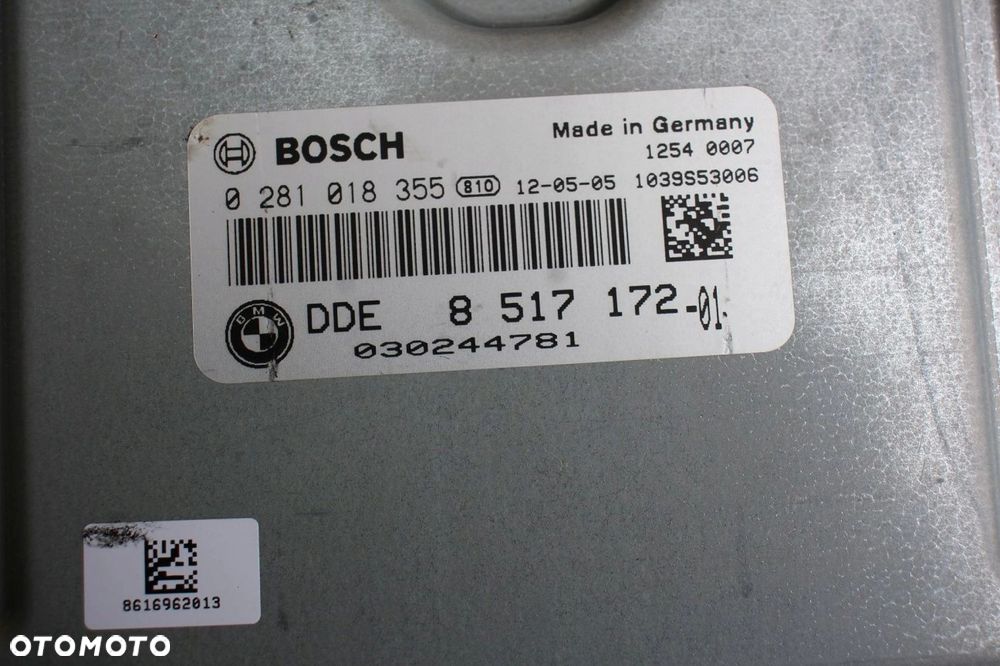 BOSCH
Made in Germany
1254 0007
0 281 018 355 810 12-05-05 1039S53006
BMW DDE 8 517 172-01
030244781
8616962013
OTOMOTO